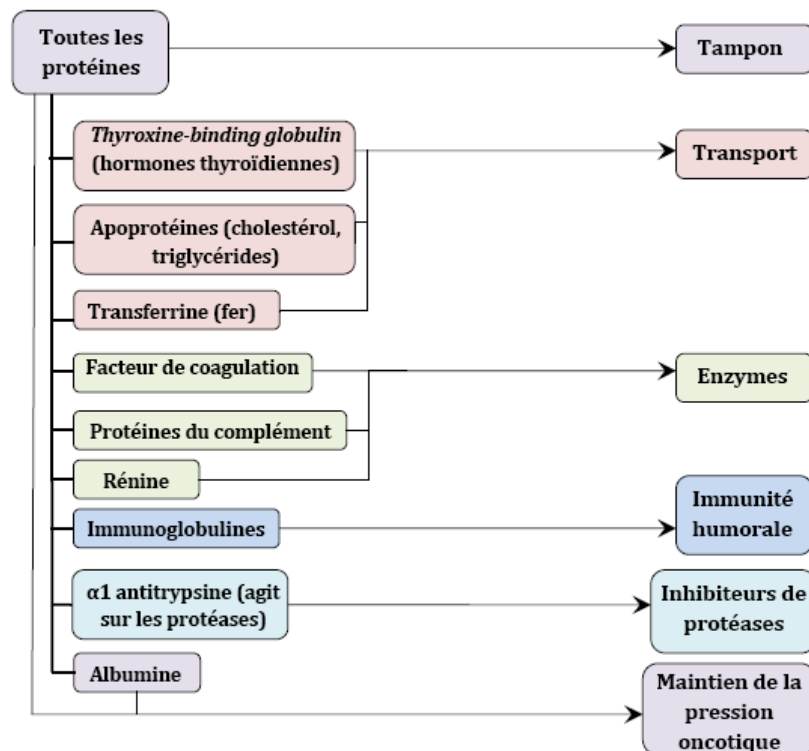 Toutes les
protéines
Tampon
Thyroxine-binding globulin
(hormones thyroïdiennes)
Transport
Apoprotéines (cholestérol,
triglycérides)
Transferrine (fer)
Facteur de coagulation
Enzymes
Protéines du complément
Rénine
Immunoglobulines
Immunité
humorale
α1 antitrypsine (agit
sur les protéases)
Inhibiteurs de
protéases
Albumine
Maintien de la
pression
oncotique